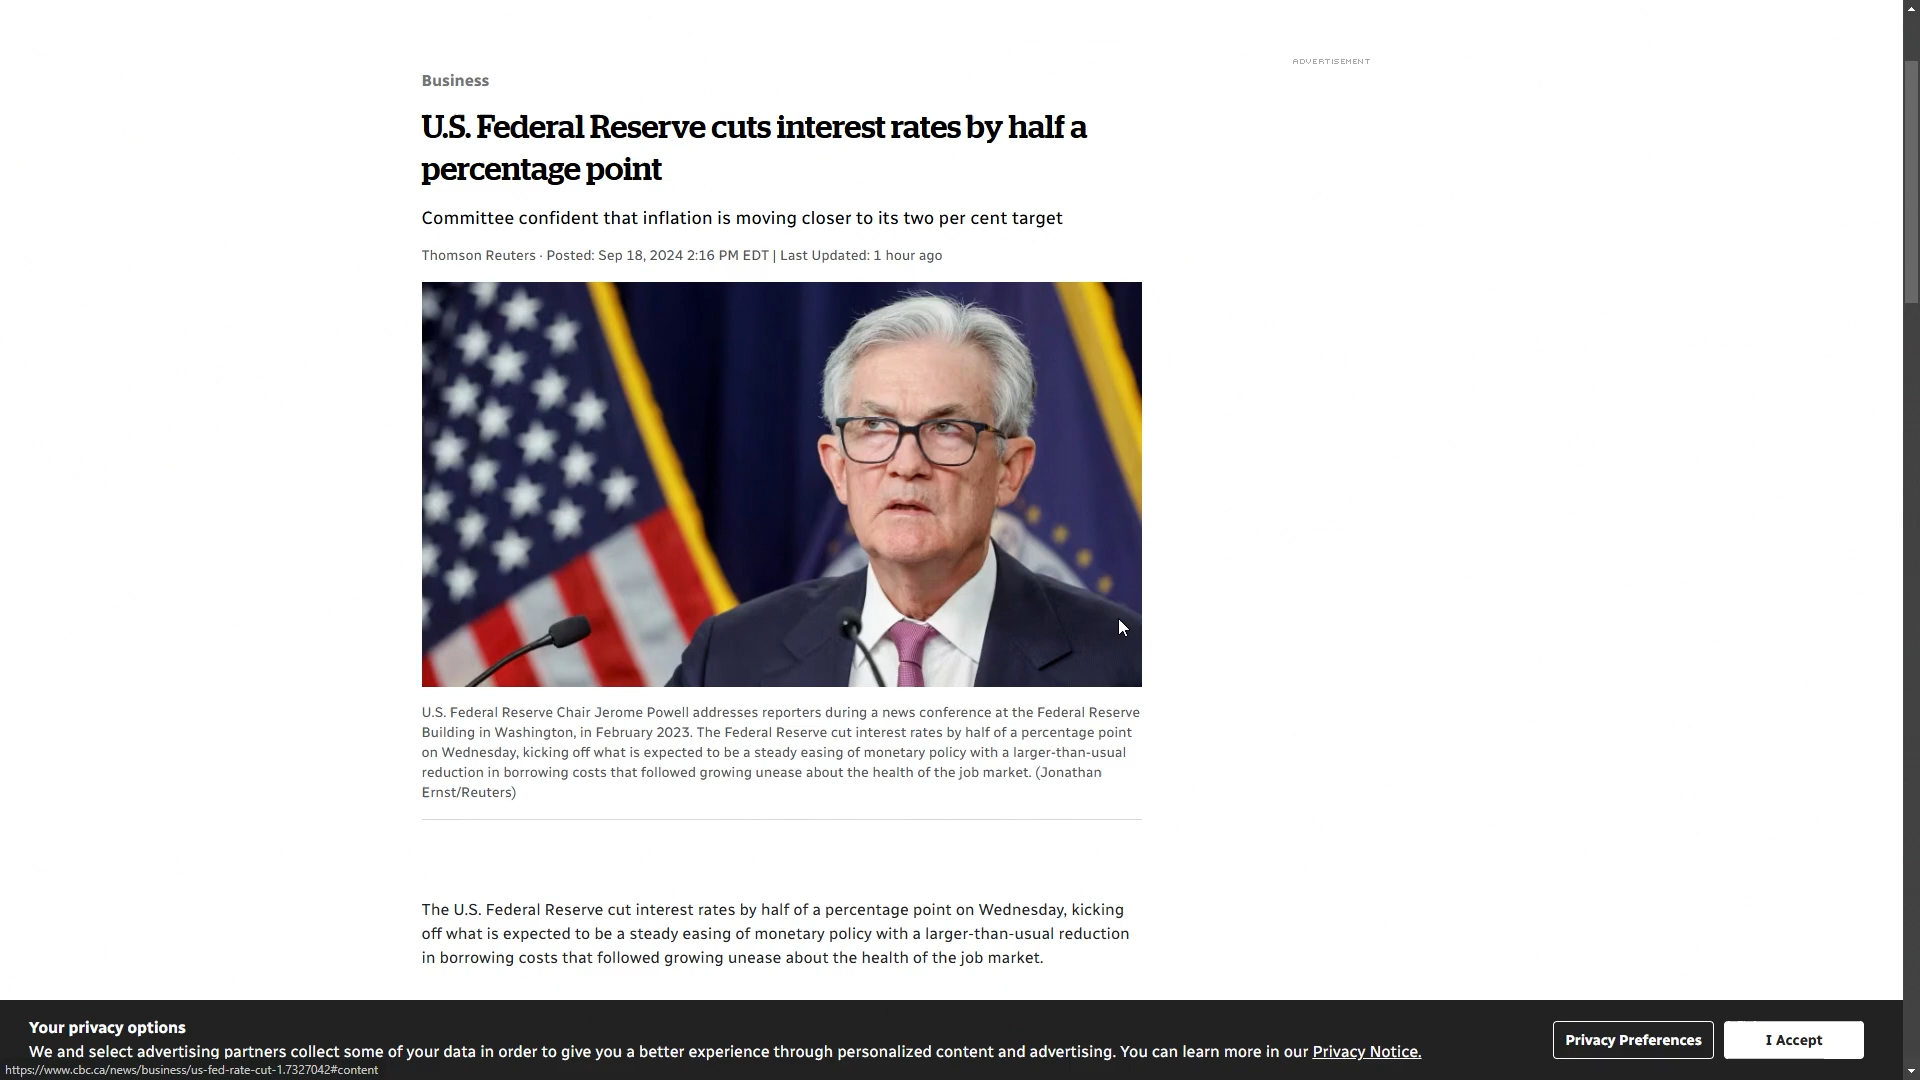 ADVERTISEMENT
Business
U.S. Federal Reserve cuts interest rates by half a
percentage point
Committee confident that inflation is moving closer to its two per cent target
Thomson Reuters · Posted: Sep 18, 2024 2:16 PM EDT | Last Updated: 1 hour ago
U.S. Federal Reserve Chair Jerome Powell addresses reporters during a news conference at the Federal Reserve
Building in Washington, in February 2023. The Federal Reserve cut interest rates by half of a percentage point
on Wednesday, kicking off what is expected to be a steady easing of monetary policy with a larger-than-usual
reduction in borrowing costs that followed growing unease about the health of the job market. (Jonathan
Ernst/Reuters)
The U.S. Federal Reserve cut interest rates by half of a percentage point on Wednesday, kicking
off what is expected to be a steady easing of monetary policy with a larger-than-usual reduction
in borrowing costs that followed growing unease about the health of the job market.
Your privacy options
We and select advertising partners collect some of your data in order to give you a better experience through personalized content and advertising. You can learn more in our Privacy Notice.
Privacy Preferences
I Accept
https://www.cbc.ca/news/business/us-fed-rate-cut-1.7327042#content